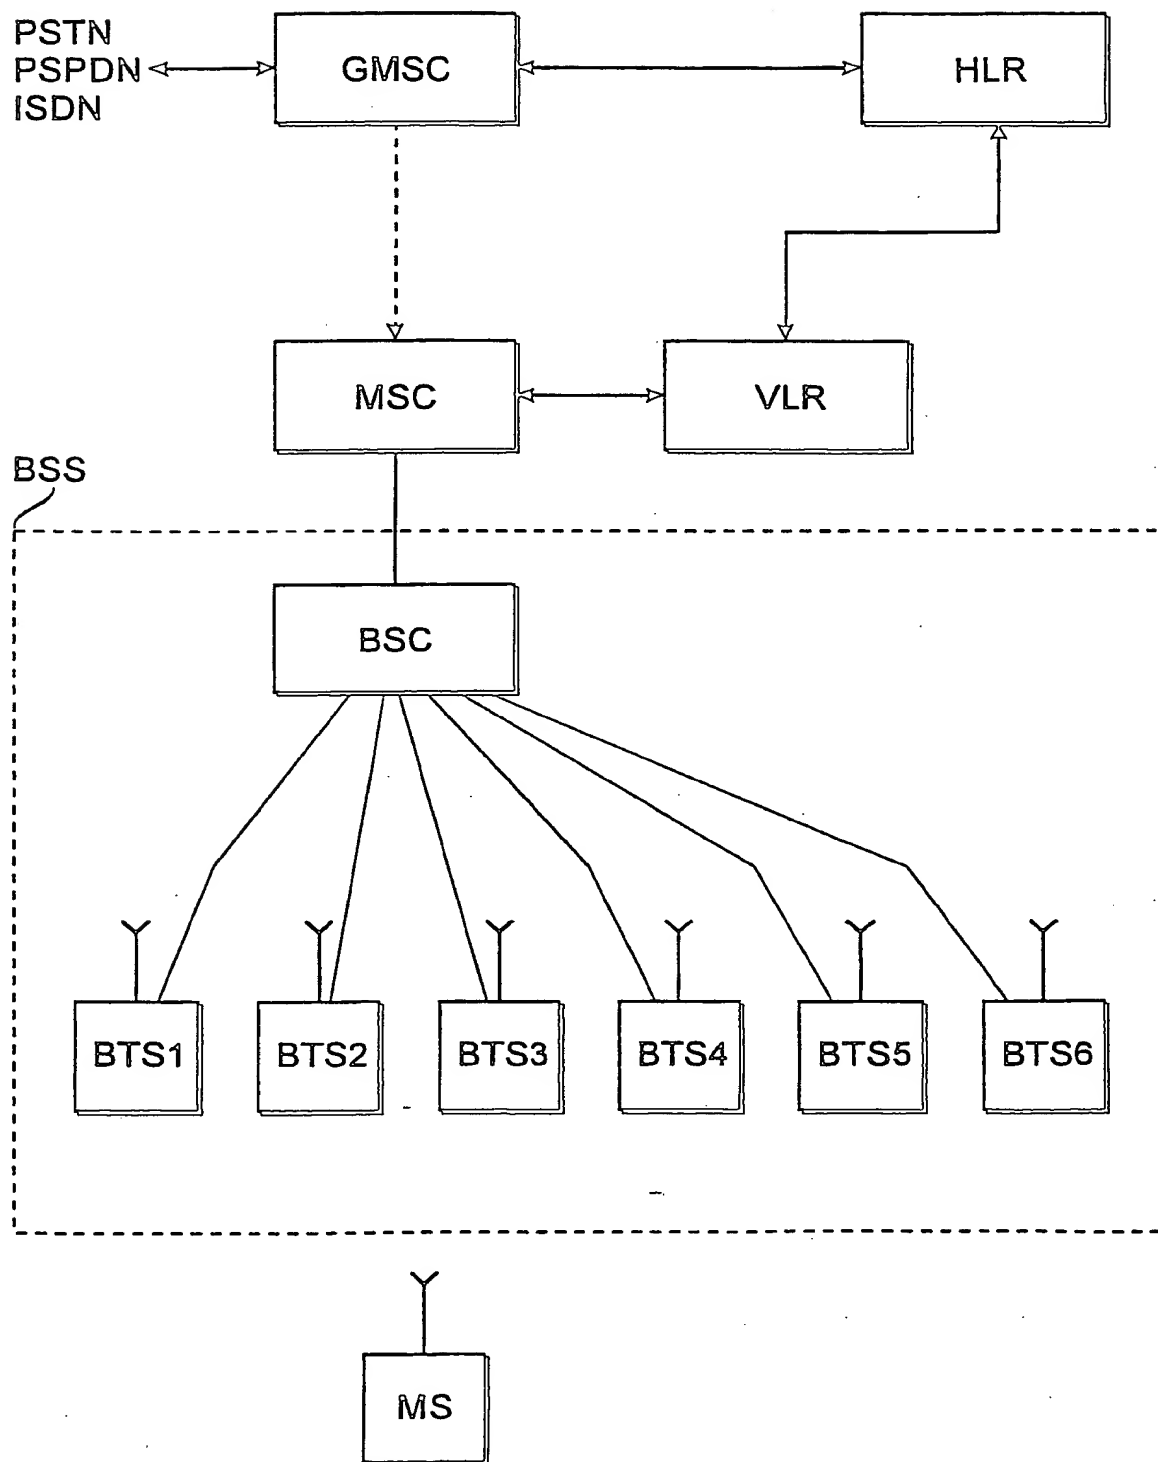 PSTN
PSPDN
ISDN
GMSC
HLR
MSC
VLR
BSS
BSC
BTS1
BTS2
BTS3
BTS4
BTS5
BTS6
MS